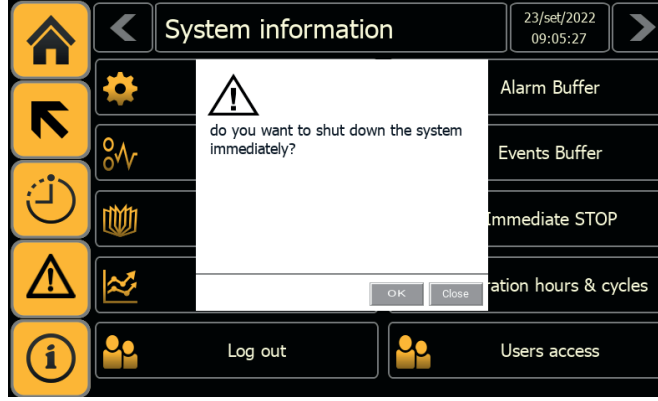 System information
23/set/2022
09:05:27
Alarm Buffer
do you want to shut down the system
immediately?
Events Buffer
Immediate STOP
ration hours & cycles
OK
Close
Log out
Users access